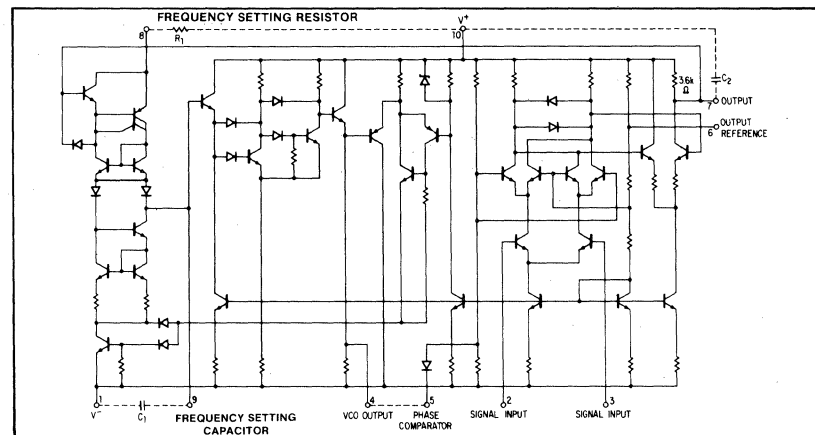 FREQUENCY SETTING RESISTOR
8
R1
V+
10
C2
3.6k
Ω
7 OUTPUT
6 OUTPUT
REFERENCE
1
V-
C1
9
FREQUENCY SETTING
CAPACITOR
4
VCO OUTPUT
5
PHASE
COMPARATOR
2
SIGNAL INPUT
3
SIGNAL INPUT